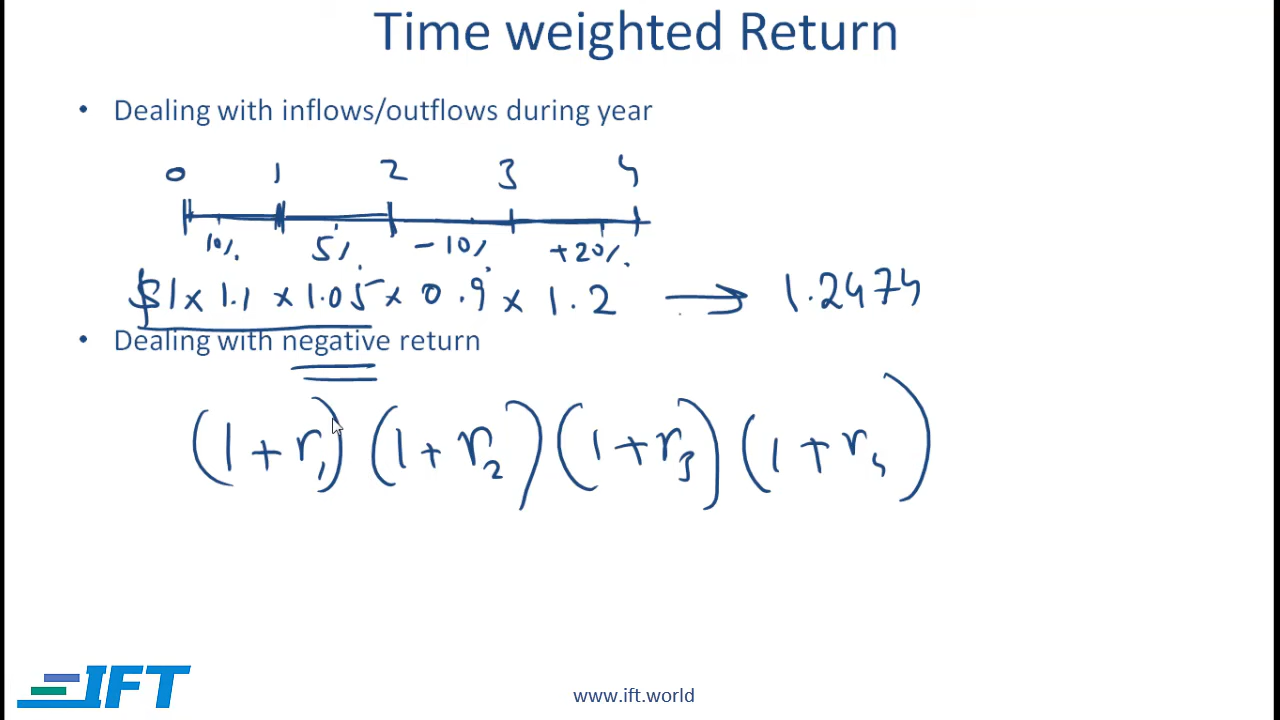 Time weighted Return
• Dealing with inflows/outflows during year
0 1 2 3 4
10% 5% -10% +20%
$1 x 1.1 x 1.05 x 0.9 x 1.2 → 1.2474
• Dealing with negative return
(1 + r₁) (1 + r₂) (1 + r₃) (1 + r₄)
IFT
www.ift.world